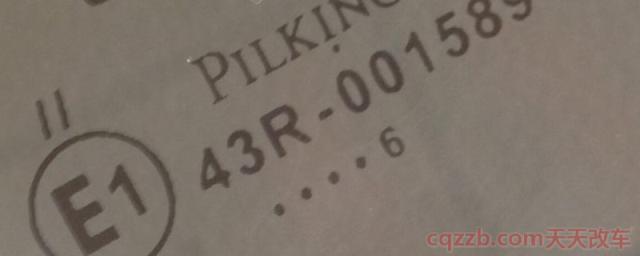 PILKIN
II
E1
43R-001589
....6
cqzzb.com天天改车